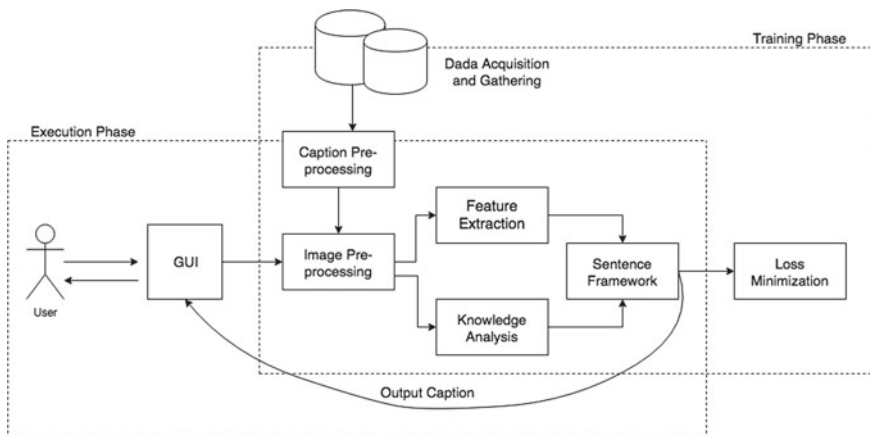 Training Phase
Dada Acquisition
and Gathering
Execution Phase
Caption Pre-
processing
Feature
Extraction
GUI
Image Pre-
processing
Sentence
Framework
Loss
Minimization
User
Knowledge
Analysis
Output Caption